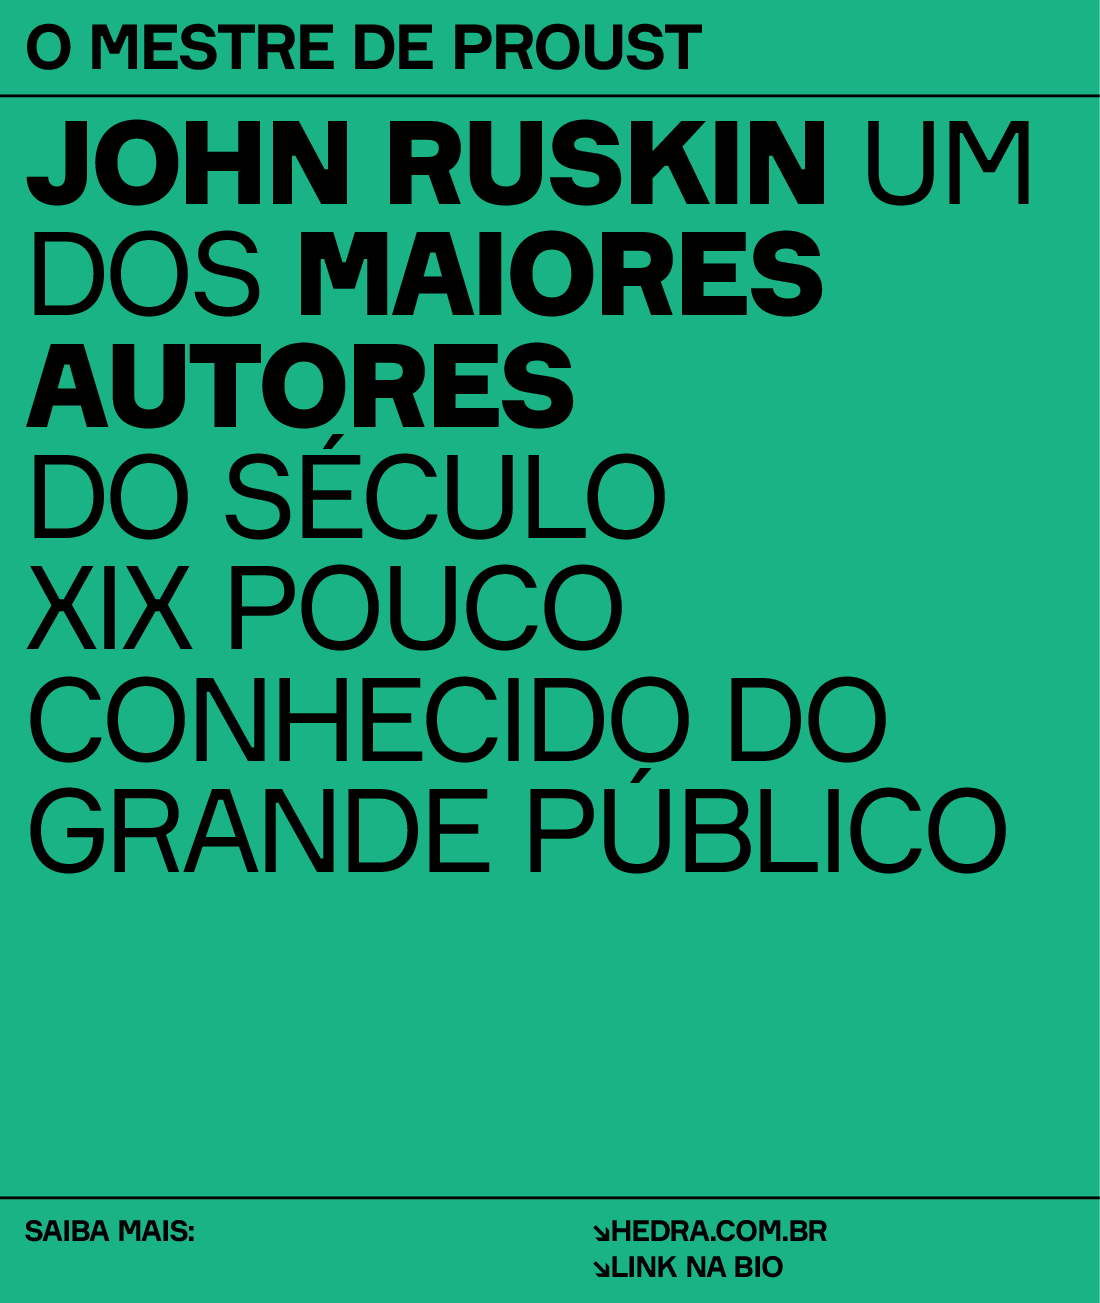 O MESTRE DE PROUST
JOHN RUSKIN UM
DOS MAIORES
AUTORES
DO SÉCULO
XIX POUCO
CONHECIDO DO
GRANDE PÚBLICO
SAIBA MAIS:
↘HEDRA.COM.BR
↘LINK NA BIO